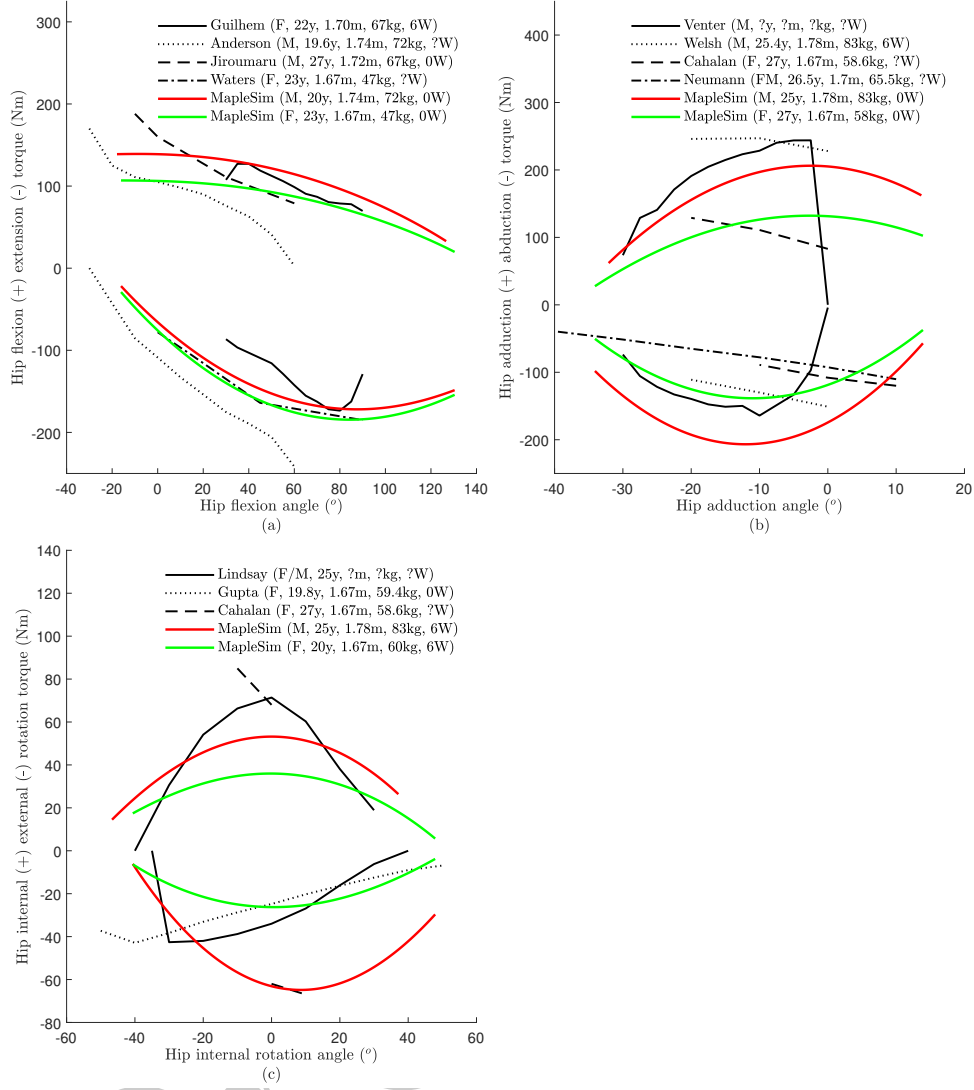 Guilhem (F, 22y, 1.70m, 67kg, 6W)
Anderson (M, 19.6y, 1.74m, 72kg, ?W)
Jiroumaru (M, 27y, 1.72m, 67kg, 0W)
Waters (F, 23y, 1.67m, 47kg, ?W)
MapleSim (M, 20y, 1.74m, 72kg, 0W)
MapleSim (F, 23y, 1.67m, 47kg, 0W)
Hip flexion (+) extension (-) torque (Nm)
300
200
100
0
-100
-200
-40 -20 0 20 40 60 80 100 120 140
Hip flexion angle (°)
(a)
Venter (M, ?y, ?m, ?kg, ?W)
Welsh (M, 25.4y, 1.78m, 83kg, 6W)
Cahalan (F, 27y, 1.67m, 58.6kg, ?W)
Neumann (FM, 26.5y, 1.7m, 65.5kg, ?W)
MapleSim (M, 25y, 1.78m, 83kg, 0W)
MapleSim (F, 27y, 1.67m, 58kg, 0W)
Hip adduction (+) abduction (-) torque (Nm)
400
300
200
100
0
-100
-200
-40 -30 -20 -10 0 10 20
Hip adduction angle (°)
(b)
Lindsay (F/M, 25y, ?m, ?kg, ?W)
Gupta (F, 19.8y, 1.67m, 59.4kg, 0W)
Cahalan (F, 27y, 1.67m, 58.6kg, ?W)
MapleSim (M, 25y, 1.78m, 83kg, 6W)
MapleSim (F, 20y, 1.67m, 60kg, 6W)
Hip internal (+) external (-) rotation torque (Nm)
140
120
100
80
60
40
20
0
-20
-40
-60
-80
-60 -40 -20 0 20 40 60
Hip internal rotation angle (°)
(c)